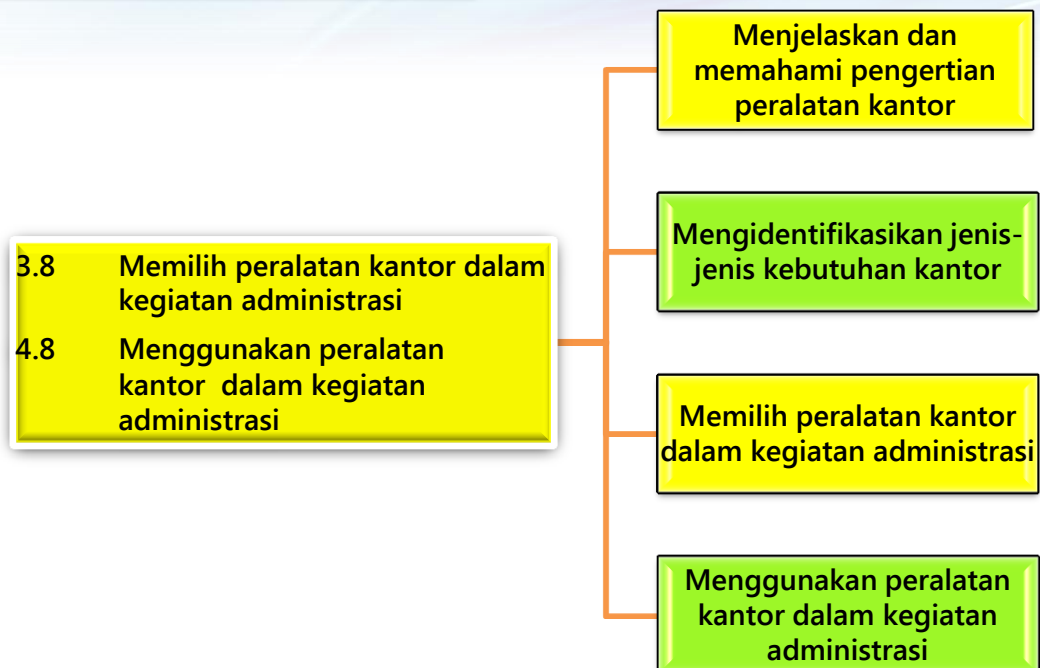 3.8 Memilih peralatan kantor dalam
kegiatan administrasi
4.8 Menggunakan peralatan
kantor dalam kegiatan
administrasi
Menjelaskan dan
memahami pengertian
peralatan kantor
Mengidentifikasikan jenis-
jenis kebutuhan kantor
Memilih peralatan kantor
dalam kegiatan administrasi
Menggunakan peralatan
kantor dalam kegiatan
administrasi